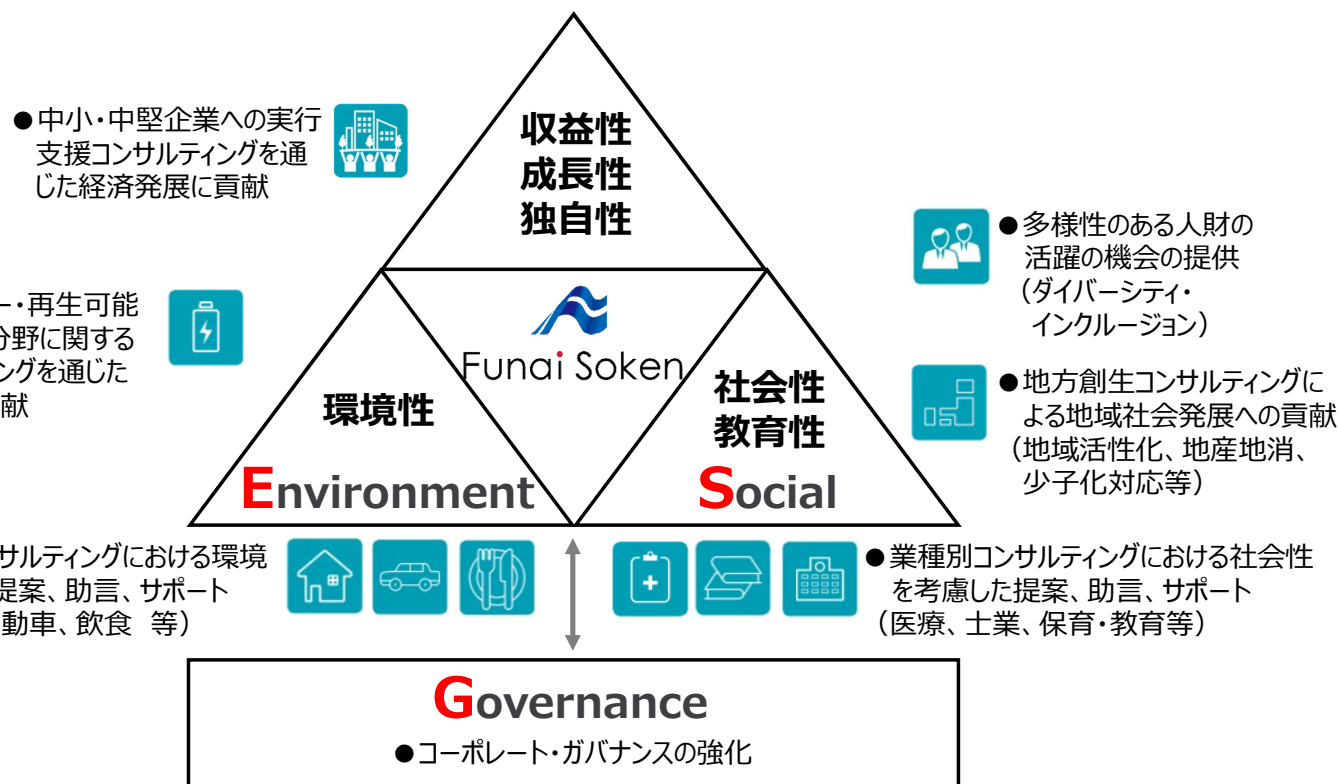 ●中小・中堅企業への実行
支援コンサルティングを通
じた経済発展に貢献
収益性
成長性
独自性
●多様性のある人財の
活躍の機会の提供
（ダイバーシティ・
インクルージョン）
ー・再生可能
分野に関する
ングを通じた
献
Funai Soken
環境性
Environment
社会性
教育性
Social
●地方創生コンサルティングに
よる地域社会発展への貢献
（地域活性化、地産地消、
少子化対応等）
サルティングにおける環境
提案、助言、サポート
動車、飲食 等）
●業種別コンサルティングにおける社会性
を考慮した提案、助言、サポート
（医療、士業、保育・教育等）
Governance
●コーポレート・ガバナンスの強化